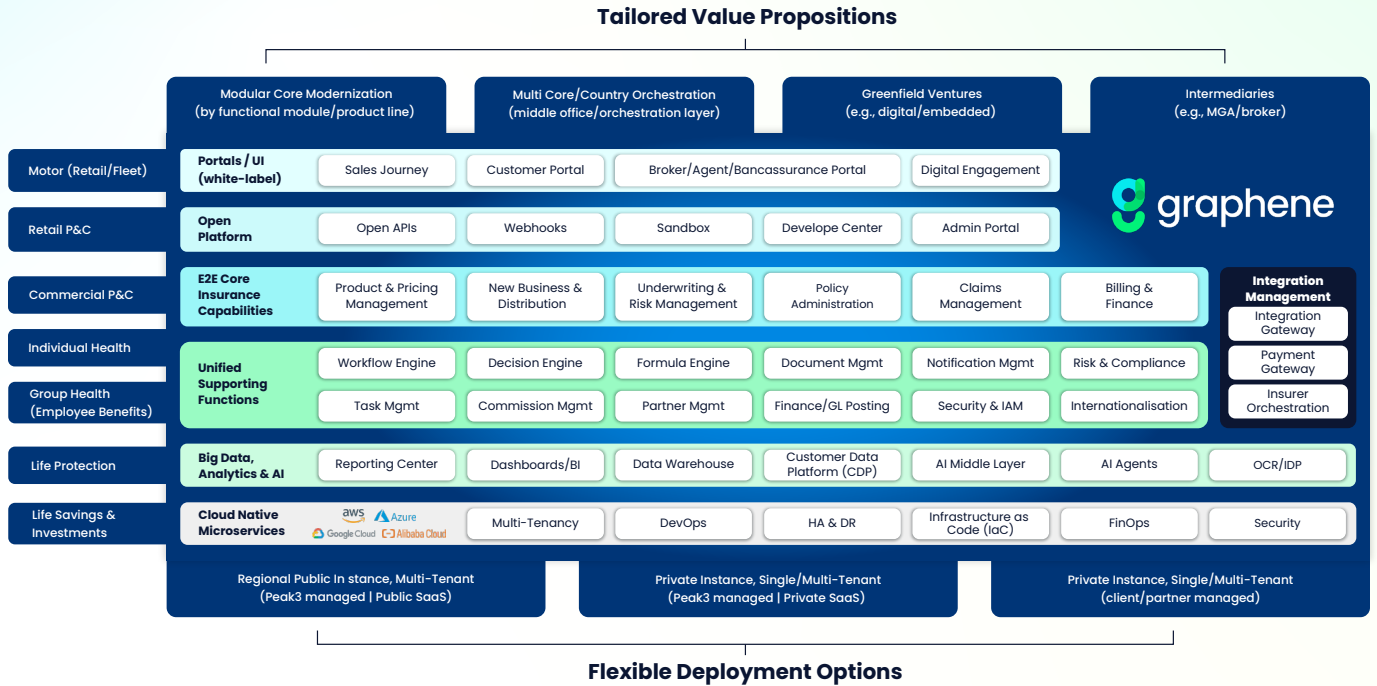 Tailored Value Propositions
Modular Core Modernization
(by functional module/product line)
Multi Core/Country Orchestration
(middle office/orchestration layer)
Greenfield Ventures
(e.g., digital/embedded)
Intermediaries
(e.g., MGA/broker)
Motor (Retail/Fleet)
Retail P&C
Commercial P&C
Individual Health
Group Health
(Employee Benefits)
Life Protection
Life Savings &
Investments
Portals / UI
(white-label)
Sales Journey
Customer Portal
Broker/Agent/Bancassurance Portal
Digital Engagement
graphene
Open
Platform
Open APIs
Webhooks
Sandbox
Develope Center
Admin Portal
E2E Core
Insurance
Capabilities
Product & Pricing
Management
New Business &
Distribution
Underwriting &
Risk Management
Policy
Administration
Claims
Management
Billing &
Finance
Integration
Management
Integration
Gateway
Payment
Gateway
Insurer
Orchestration
Unified
Supporting
Functions
Workflow Engine
Decision Engine
Formula Engine
Document Mgmt
Notification Mgmt
Risk & Compliance
Task Mgmt
Commission Mgmt
Partner Mgmt
Finance/GL Posting
Security & IAM
Internationalisation
Big Data,
Analytics & AI
Reporting Center
Dashboards/BI
Data Warehouse
Customer Data
Platform (CDP)
AI Middle Layer
AI Agents
OCR/IDP
Cloud Native
Microservices
aws
Azure
Google Cloud
Alibaba Cloud
Multi-Tenancy
DevOps
HA & DR
Infrastructure as
Code (IaC)
FinOps
Security
Regional Public In stance, Multi-Tenant
(Peak3 managed | Public SaaS)
Private Instance, Single/Multi-Tenant
(Peak3 managed | Private SaaS)
Private Instance, Single/Multi-Tenant
(client/partner managed)
Flexible Deployment Options